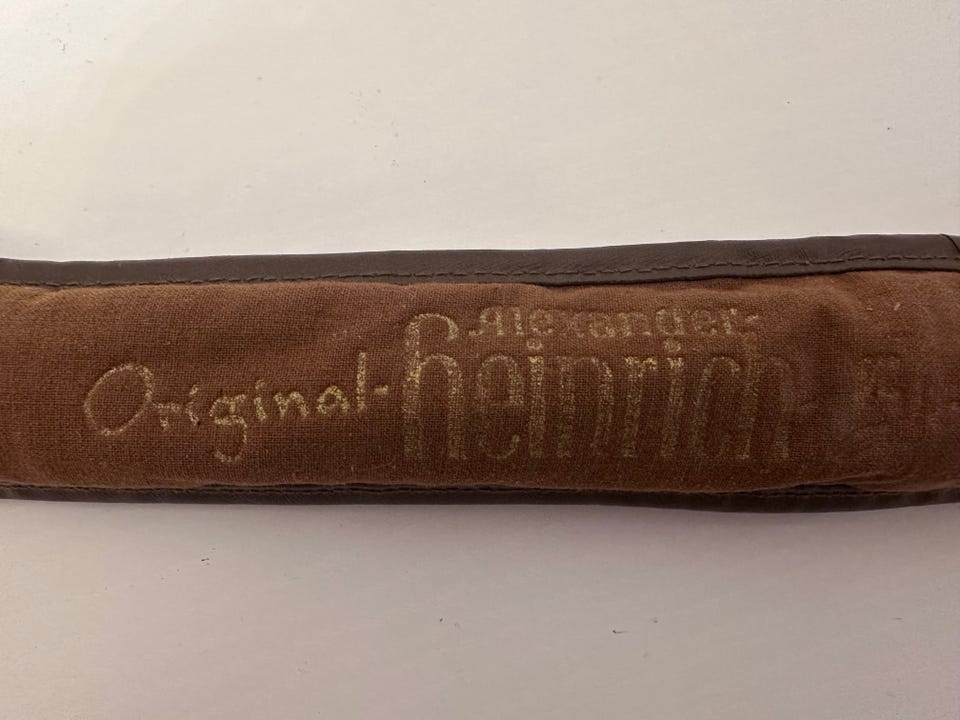 Original-
Alexander-
heinrich-